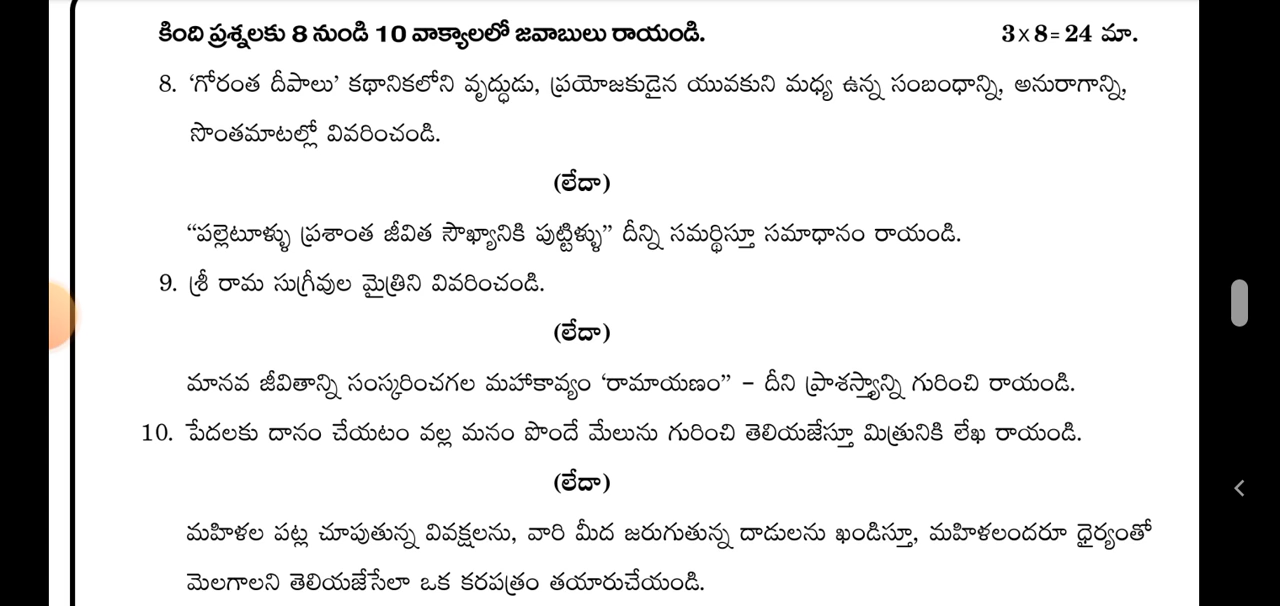 కింది ప్రశ్నలకు 8 నుండి 10 వాక్యాలలో జవాబులు రాయండి. 3×8=24 మా.
8. ‘గోరంత దీపాలు’ కథానికలోని వృద్ధుడు, ప్రయోజకుడైన యువకుని మధ్య ఉన్న సంబంధాన్ని, అనురాగాన్ని,
సొంతమాటల్లో వివరించండి.
(లేదా)
“పల్లెటూళ్ళు ప్రశాంత జీవిత సౌఖ్యానికి పుట్టిళ్ళు” దీన్ని సమర్థిస్తూ సమాధానం రాయండి.
9. శ్రీ రామ సుగ్రీవుల మైత్రిని వివరించండి.
(లేదా)
మానవ జీవితాన్ని సంస్కరించగల మహాకావ్యం ‘రామాయణం” – దీని ప్రాశస్త్యాన్ని గురించి రాయండి.
10. పేదలకు దానం చేయటం వల్ల మనం పొందే మేలును గురించి తెలియజేస్తూ మిత్రునికి లేఖ రాయండి.
(లేదా)
మహిళల పట్ల చూపుతున్న వివక్షలను, వారి మీద జరుగుతున్న దాడులను ఖండిస్తూ, మహిళలందరూ ధైర్యంతో
మెలగాలని తెలియజేసేలా ఒక కరపత్రం తయారుచేయండి.